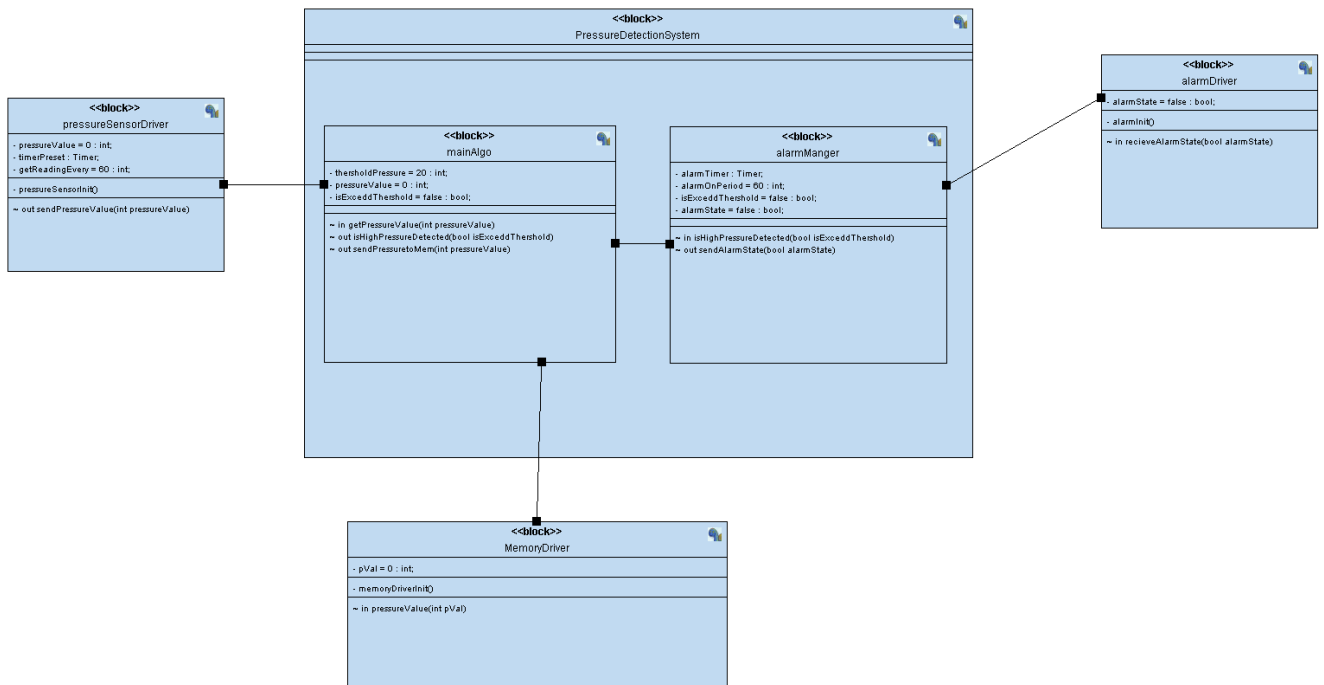 <<block>>
PressureDetectionSystem
<<block>>
pressureSensorDriver
- pressureValue = 0 : int;
- timerPreset : Timer;
- getReadingEvery = 60 : int;
- pressureSensorInit()
~ out sendPressureValue(int pressureValue)
<<block>>
mainAlgo
- thersholdPressure = 20 : int;
- pressureValue = 0 : int;
- isExceddThershold = false : bool;
~ in getPressureValue(int pressureValue)
~ out isHighPressureDetected(bool isExceddThershold)
~ out sendPressuretoMem(int pressureValue)
<<block>>
alarmManger
- alarmTimer : Timer;
- alarmOnPeriod = 60 : int;
- isExceddThershold = false : bool;
- alarmState = false : bool;
~ in isHighPressureDetected(bool isExceddThershold)
~ out sendAlarmState(bool alarmState)
<<block>>
alarmDriver
- alarmState = false : bool;
- alarmInit()
~ in recieveAlarmState(bool alarmState)
<<block>>
MemoryDriver
- pVal = 0 : int;
- memoryDriverInit()
~ in pressureValue(int pVal)